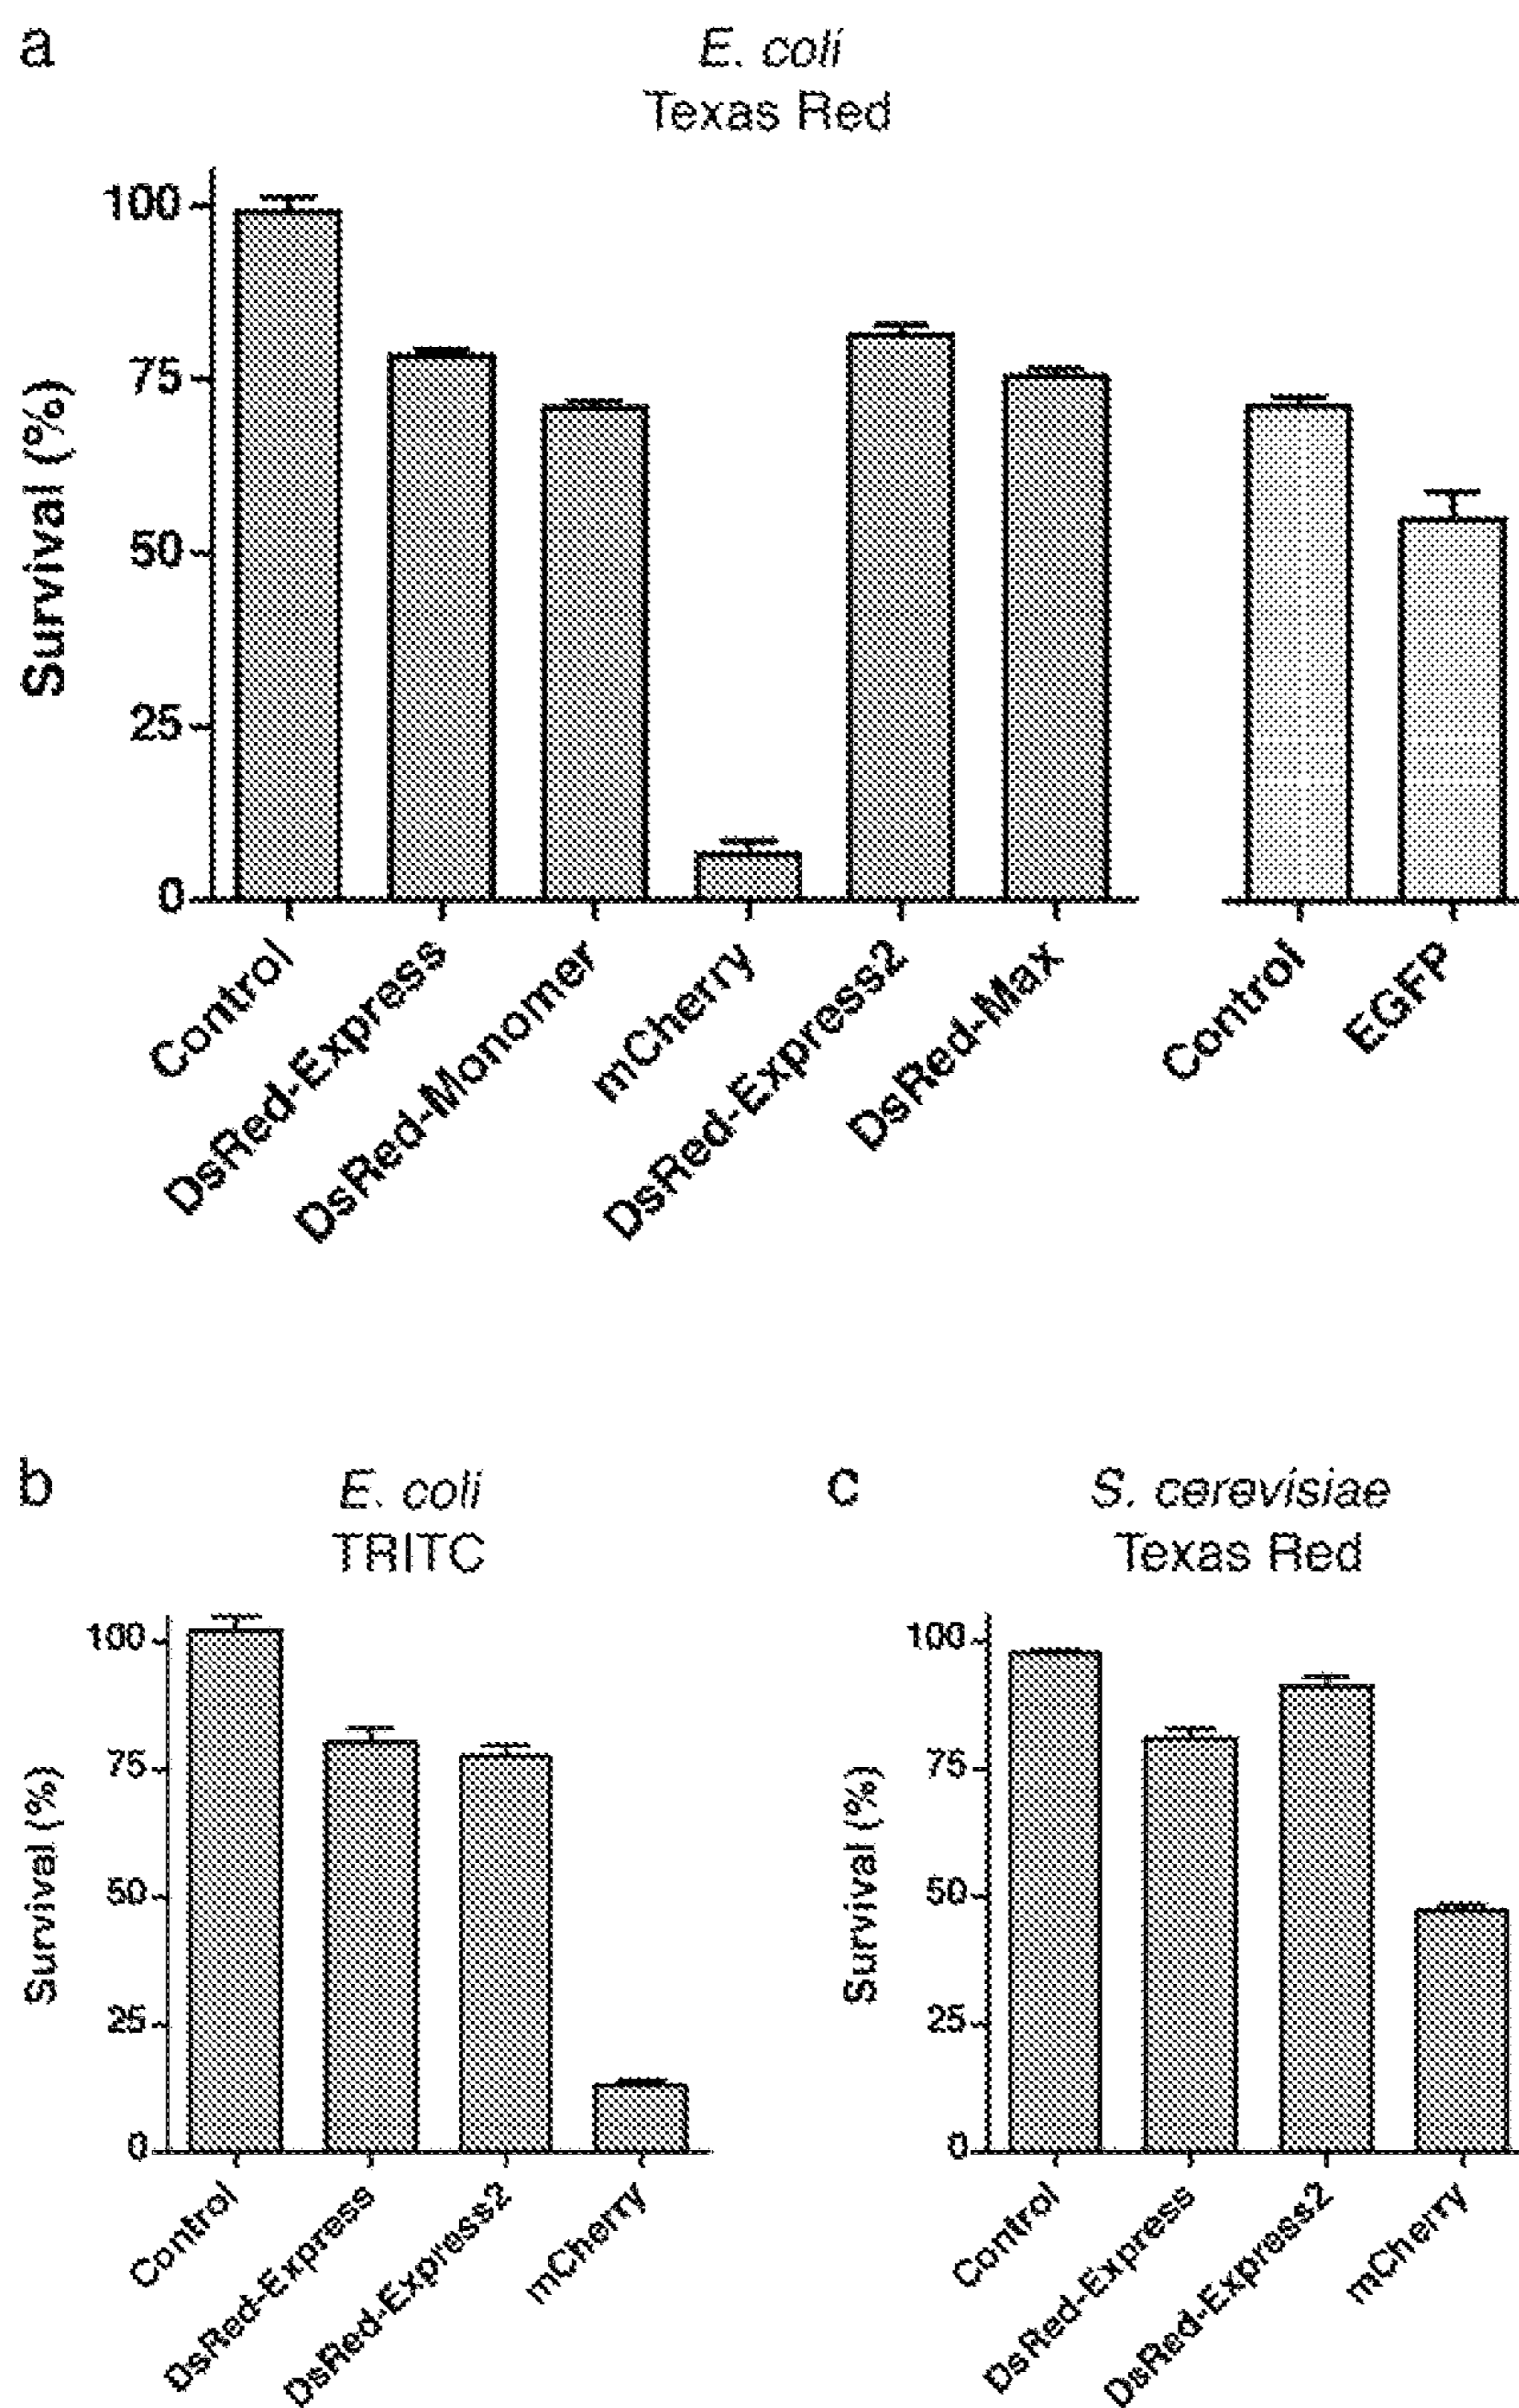 a
E. coli
Texas Red
Survival (%)
100
75
50
25
0
Control
DsRed-Express
DsRed-Monomer
mCherry
DsRed-Express2
DsRed-Max
Control
EGFP
b
E. coli
TRITC
Survival (%)
100
75
50
25
0
Control
DsRed-Express
DsRed-Express2
mCherry
c
S. cerevisiae
Texas Red
Survival (%)
100
75
50
25
0
Control
DsRed-Express
DsRed-Express2
mCherry